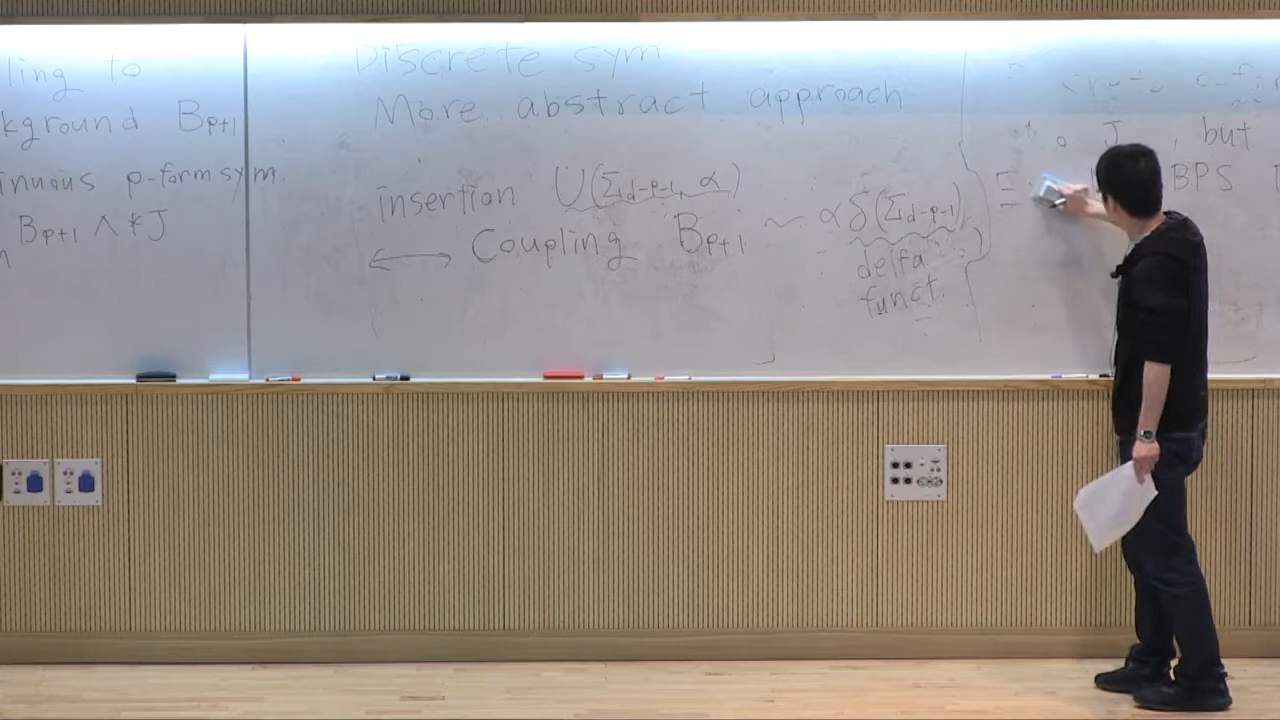 ling to
kground B_{p+1}
inuous p-form sym.
B_{p+1} ∧ *J
Discrete sym
More abstract approach
insertion U(Σ_{d-p-1}, α)
↔ Coupling B_{p+1} ~ αδ(Σ_{d-p-1})
delta
funct.
J , but
BPS